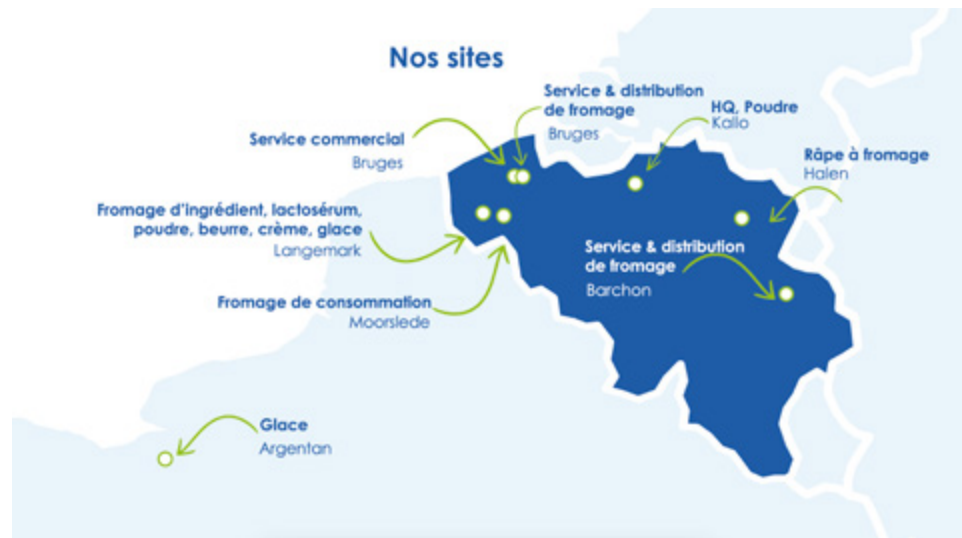 Nos sites
Service & distribution
de fromage
Bruges
HQ, Poudre
Kallo
Service commercial
Bruges
Râpe à fromage
Halen
Fromage d'ingrédient, lactosérum,
poudre, beurre, crème, glace
Langemark
Service & distribution
de fromage
Barchon
Fromage de consommation
Moorslede
Glace
Argentan